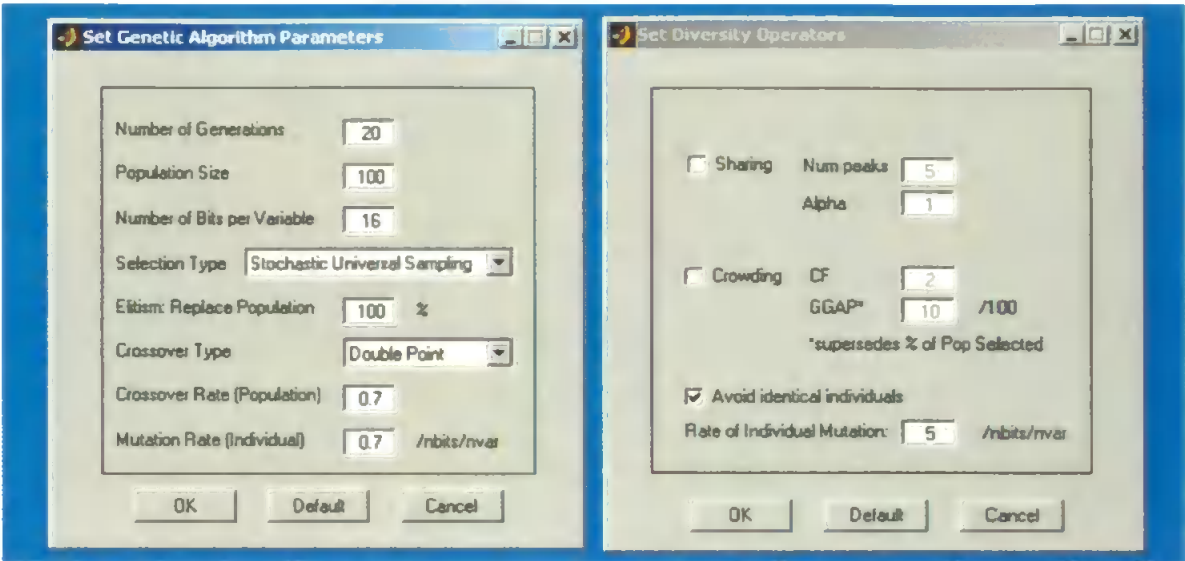 Set Genetic Algorithm Parameters
Number of Generations 20
Population Size 100
Number of Bits per Variable 16
Selection Type Stochastic Universal Sampling
Elitism: Replace Population 100 %
Crossover Type Double Point
Crossover Rate (Population) 0.7
Mutation Rate (Individual) 0.7 /nbits/nvar
OK Default Cancel
Set Diversity Operators
Sharing Num peaks 5
Alpha 1
Crowding CF 2
GGAP* 10 /100
*supersedes % of Pop Selected
Avoid identical individuals
Rate of Individual Mutation: 5 /nbits/nvar
OK Default Cancel